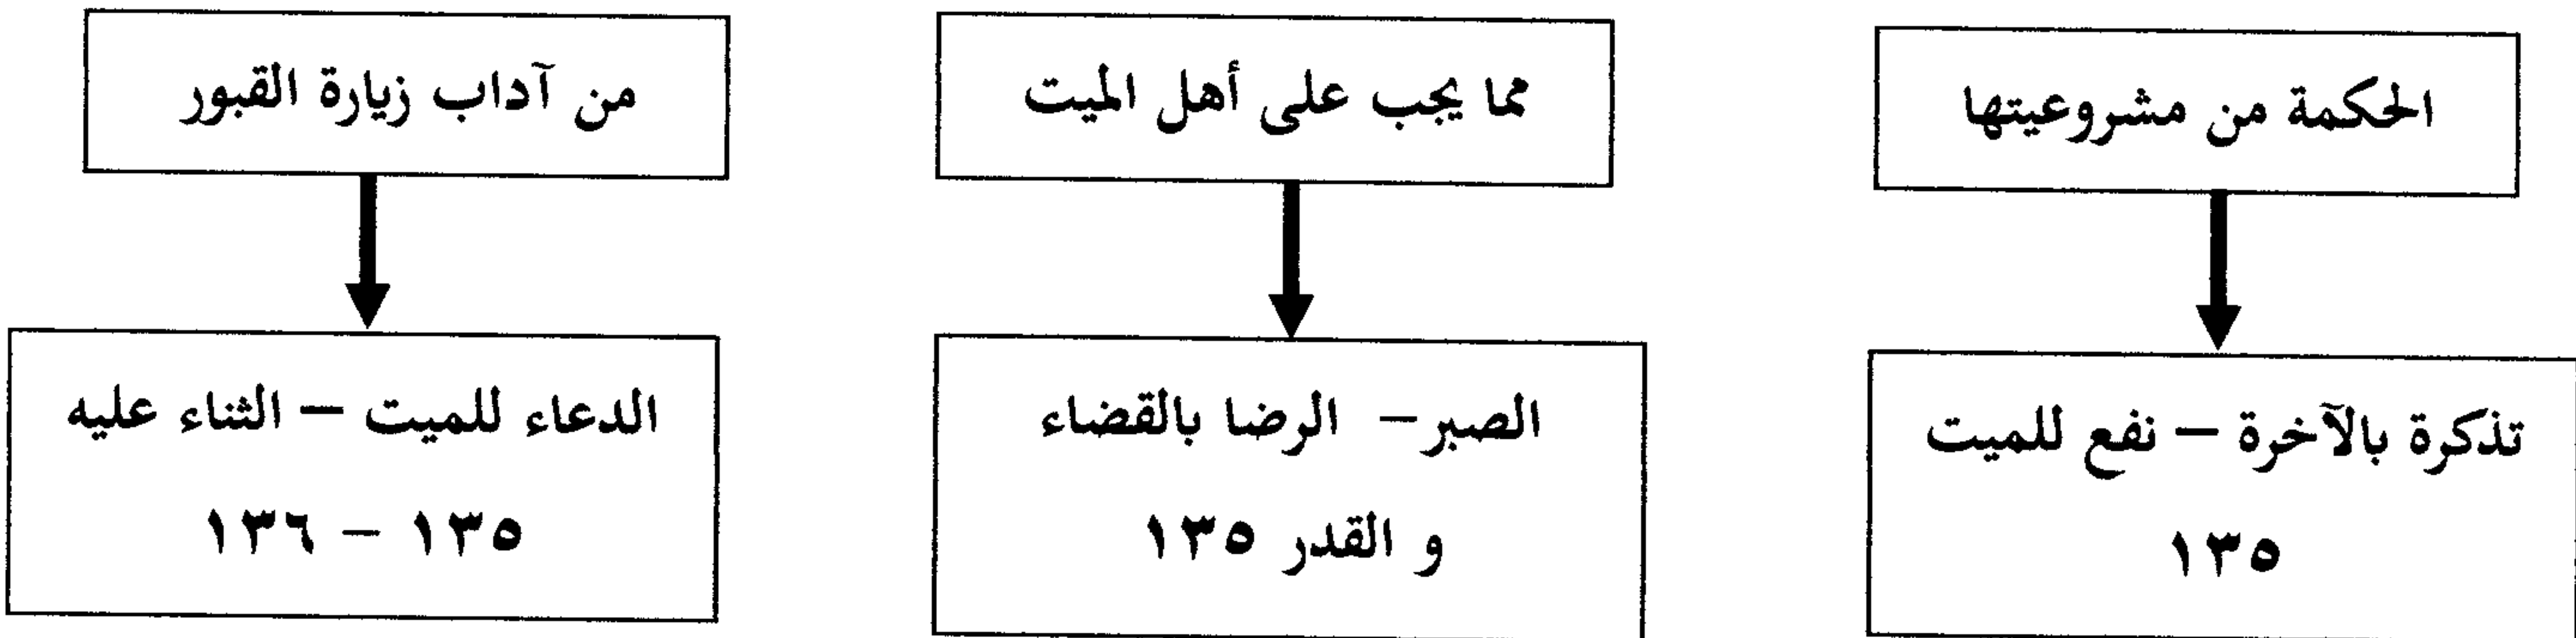 الحكمة من مشروعيتها
مما يجب على أهل الميت
من آداب زيارة القبور
تذكرة بالآخرة – نفع للميت
١٣٥
الصبر – الرضا بالقضاء
و القدر ١٣٥
الدعاء للميت – الثناء عليه
١٣٥ – ١٣٦